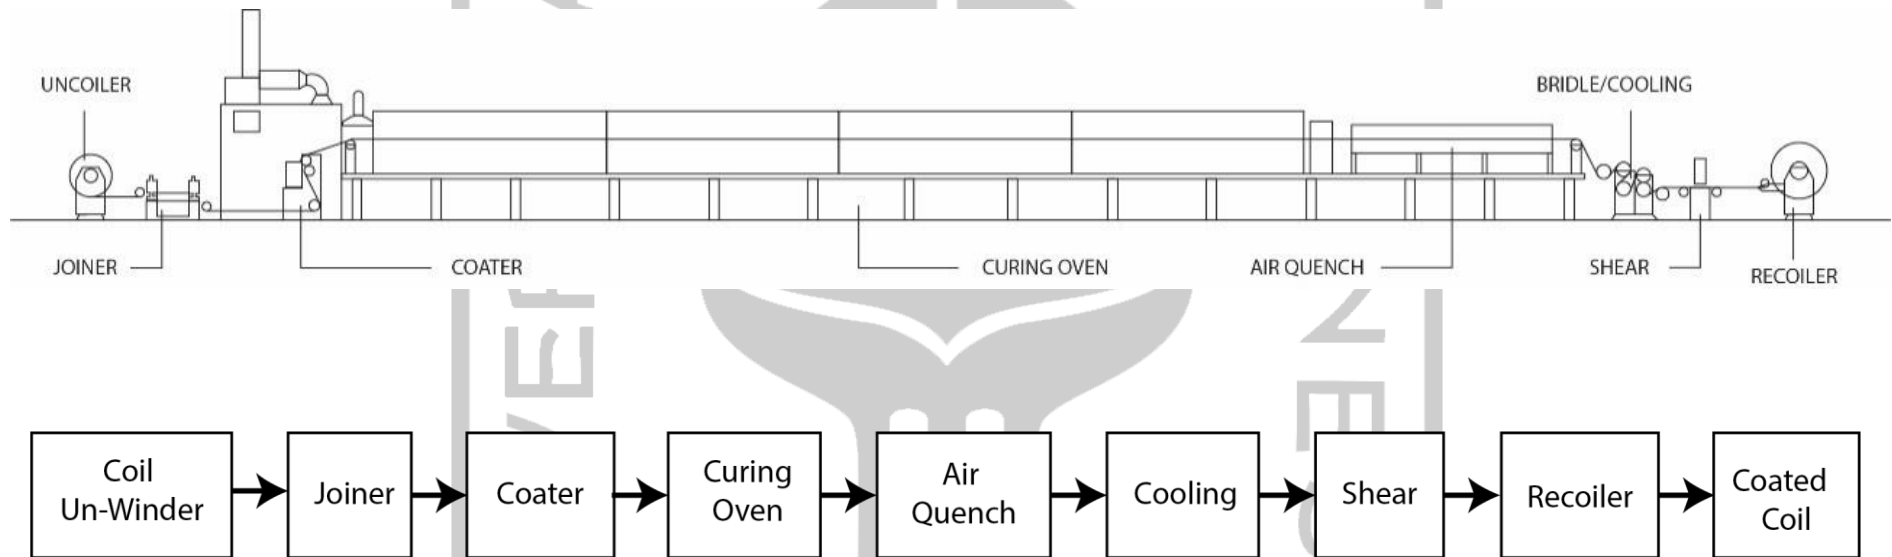 UNCOILER
BRIDLE/COOLING
JOINER
COATER
CURING OVEN
AIR QUENCH
SHEAR
RECOILER
Coil
Un-Winder
Joiner
Coater
Curing
Oven
Air
Quench
Cooling
Shear
Recoiler
Coated
Coil